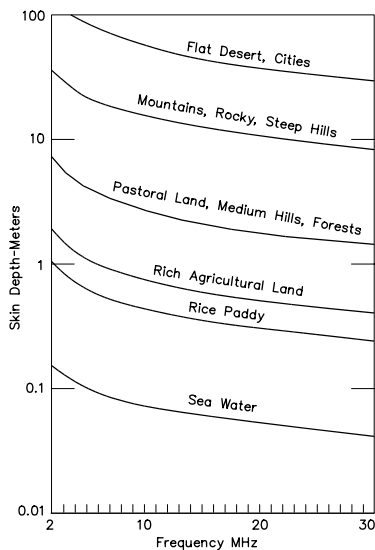 100
Flat Desert, Cities
Mountains, Rocky, Steep Hills
10
Pastoral Land, Medium Hills, Forests
Skin Depth-Meters
1
Rich Agricultural Land
Rice Paddy
0.1
Sea Water
0.01
2 10 20 30
Frequency MHz